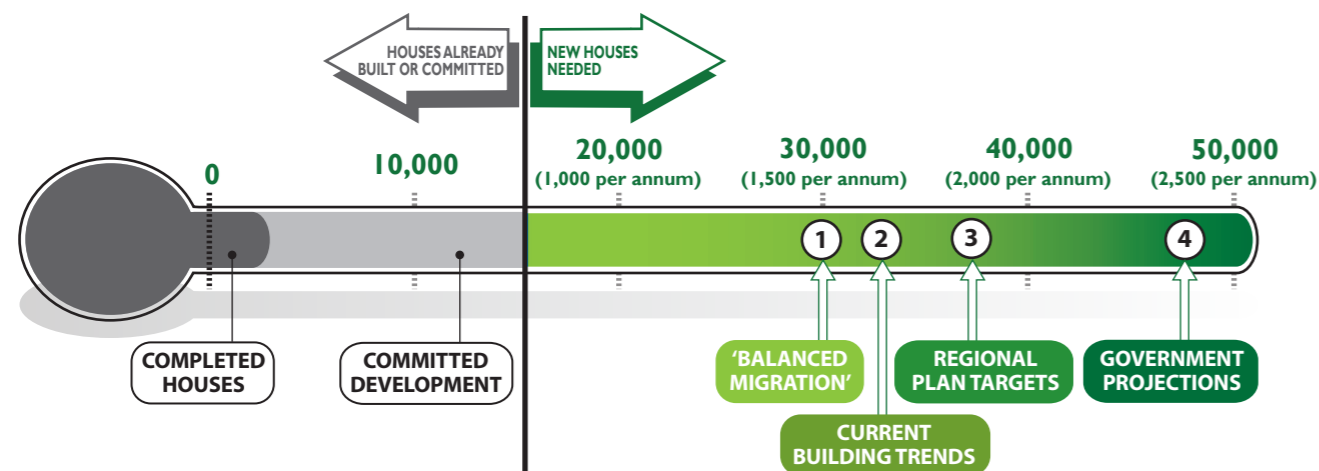 HOUSES ALREADY
BUILT OR COMMITTED
NEW HOUSES
NEEDED
0
10,000
20,000
(1,000 per annum)
30,000
(1,500 per annum)
40,000
(2,000 per annum)
50,000
(2,500 per annum)
1
2
3
4
COMPLETED
HOUSES
COMMITTED
DEVELOPMENT
‘BALANCED
MIGRATION’
CURRENT
BUILDING TRENDS
REGIONAL
PLAN TARGETS
GOVERNMENT
PROJECTIONS